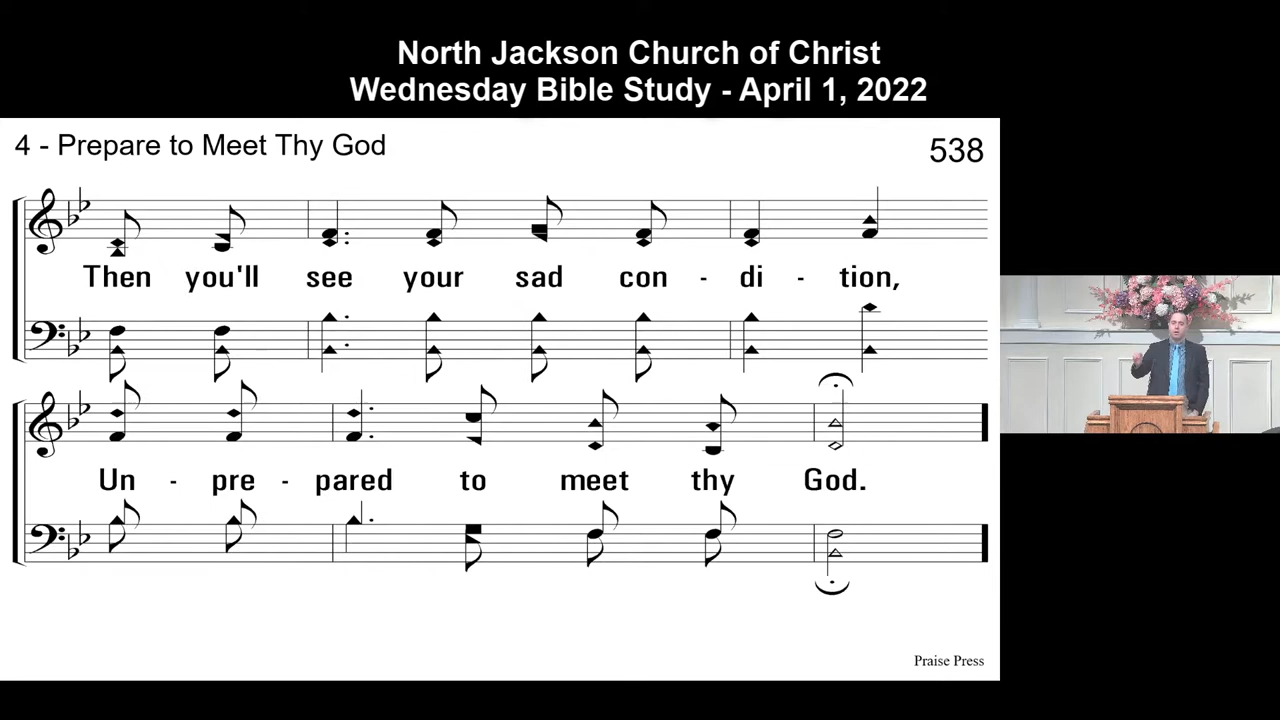 North Jackson Church of Christ
Wednesday Bible Study - April 1, 2022
4 - Prepare to Meet Thy God
538
Then you'll see your sad con - di - tion,
Un - pre - pared to meet thy God.
Praise Press